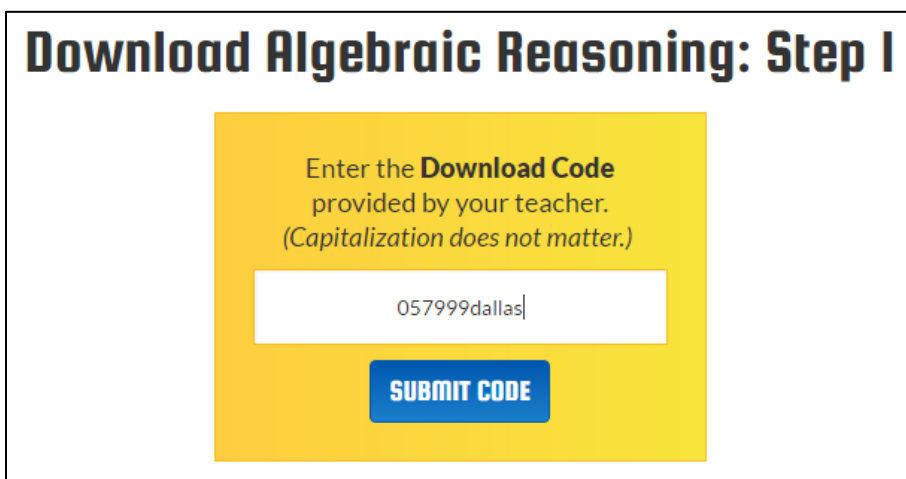 Download Algebraic Reasoning: Step 1
Enter the Download Code
provided by your teacher.
(Capitalization does not matter.)
057999dallas
SUBMIT CODE